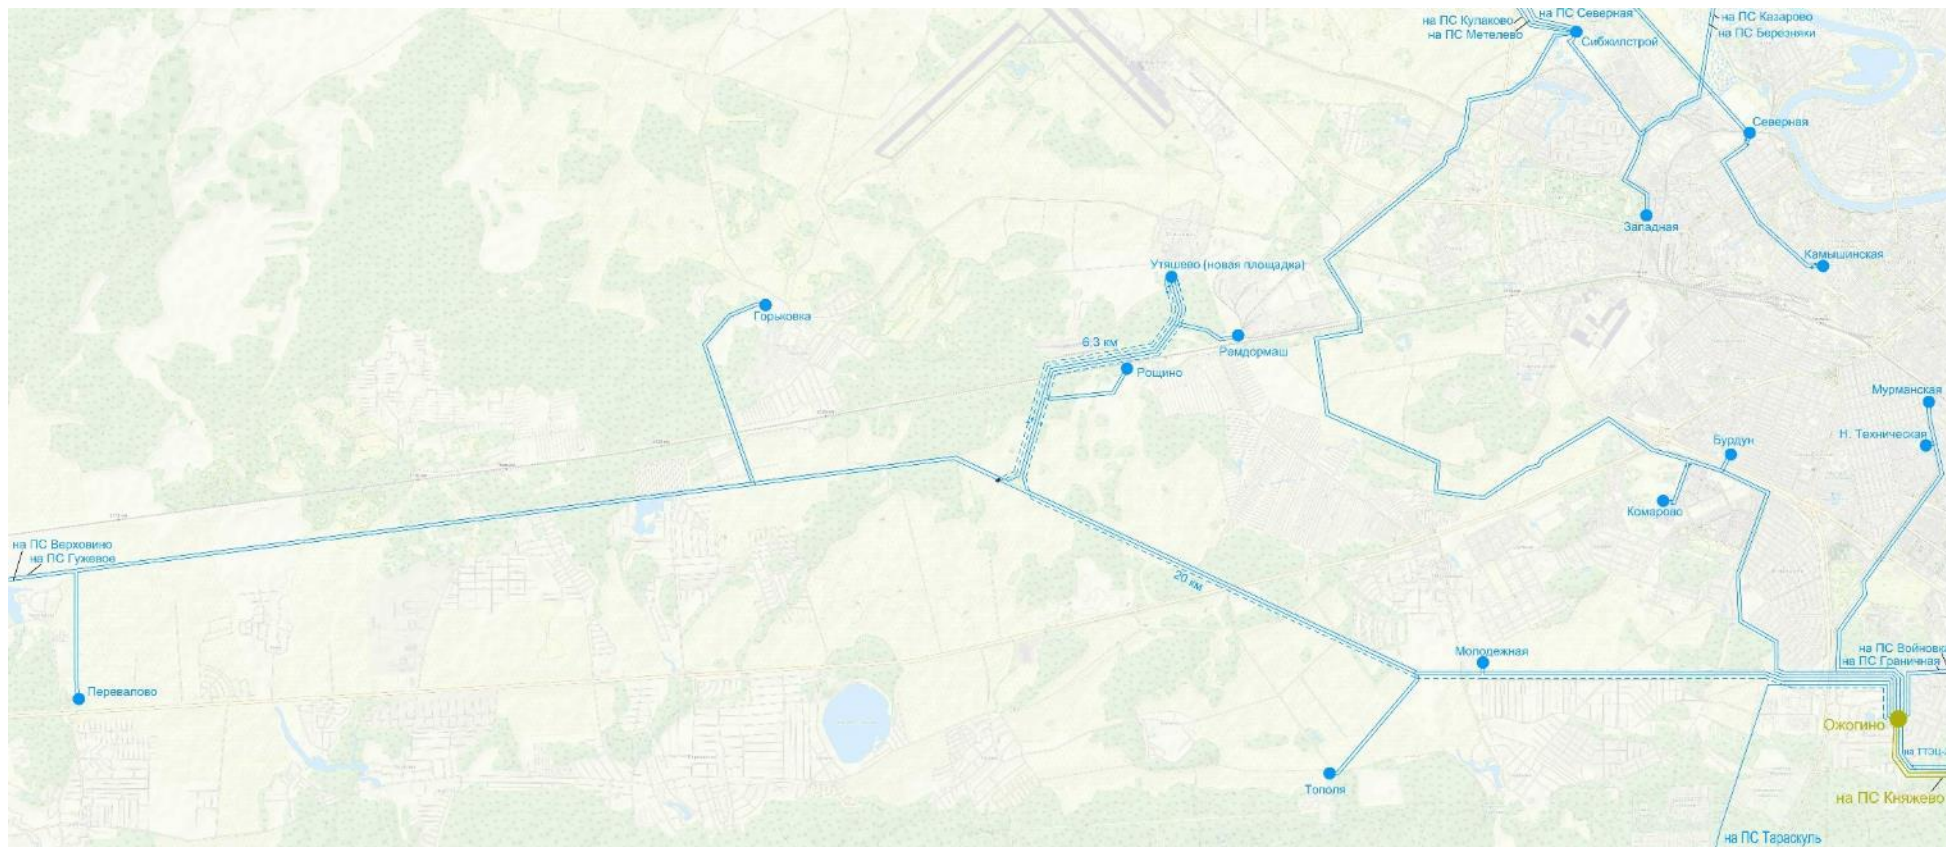 на ПС Кулаково
на ПС Северная
на ПС Метелево
Сибжилстрой
на ПС Казарово
на ПС Березняки
Северная
Западная
Камышинская
Утяшево (новая площадка)
Горьковка
6,3 км
Рамдормаш
Рощино
Мурманская
Н. Техническая
Бурдун
Комарово
на ПС Верховино
на ПС Гужевое
20 км
Перевалово
Молодежная
на ПС Войновка
на ПС Граничная
Ожогино
Тополя
на ПС Княжево
на ПС Тараскуль